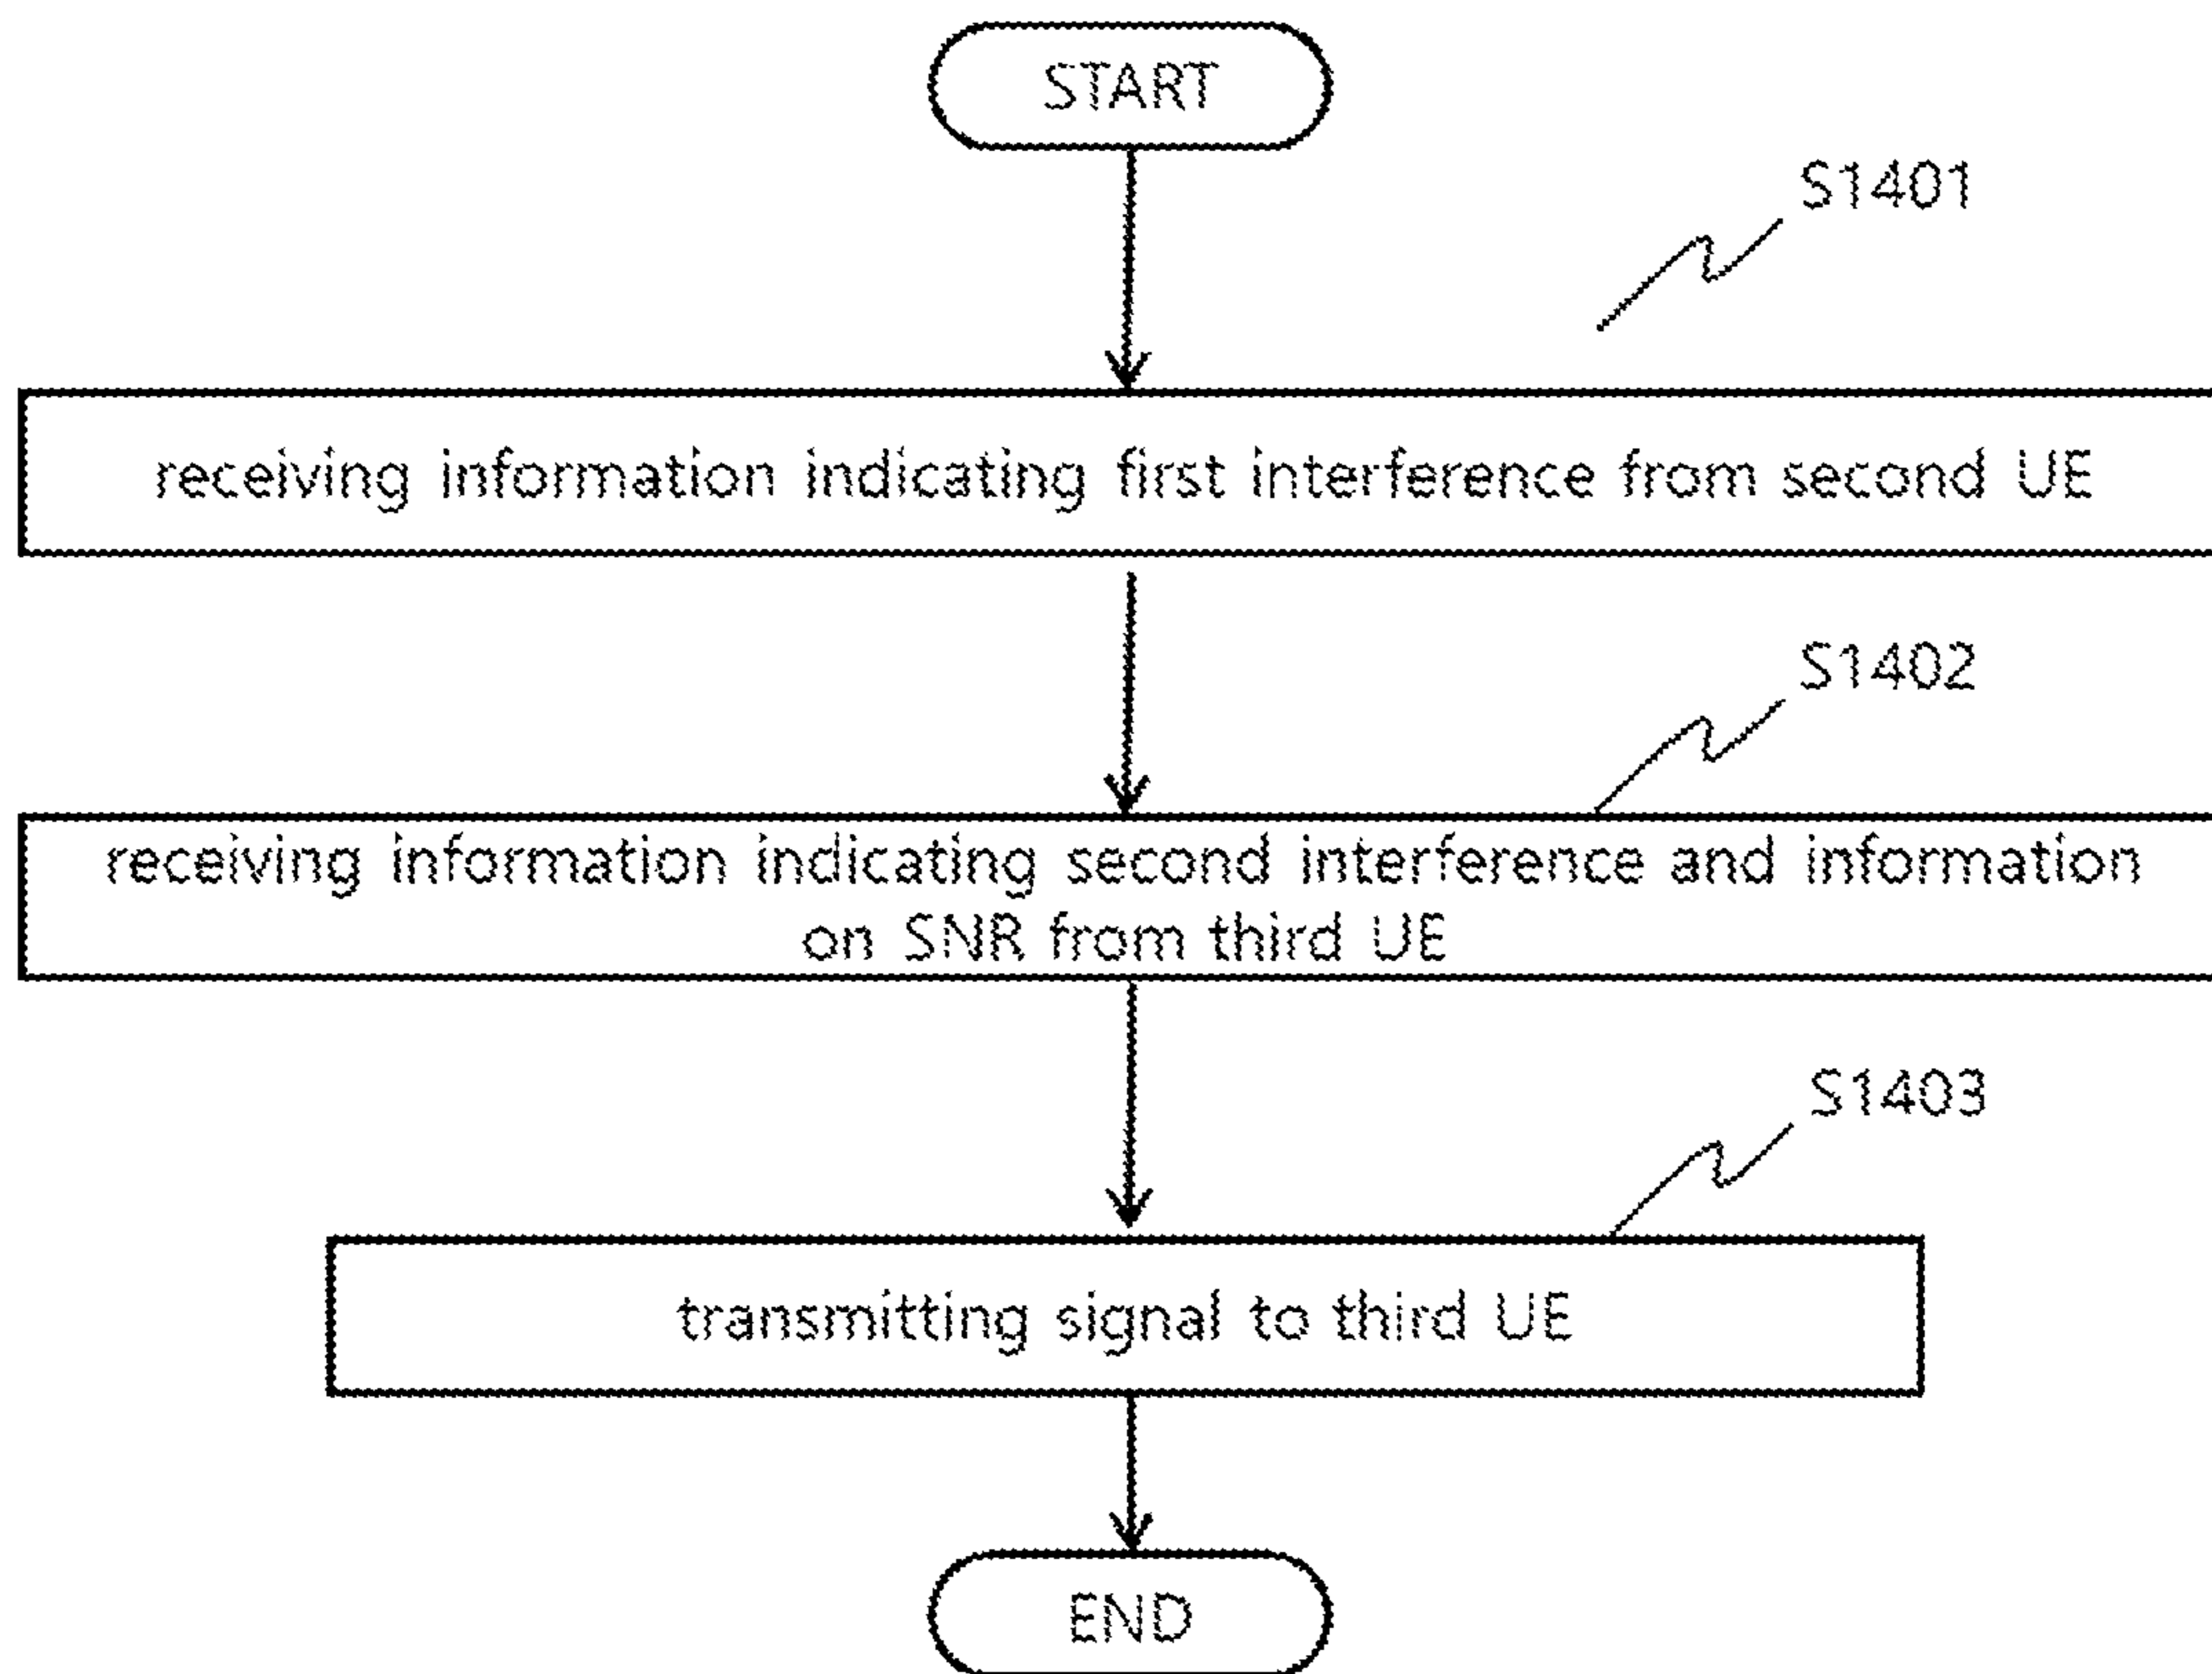 START
S1401
receiving information indicating first interference from second UE
S1402
receiving information indicating second interference and information
on SNR from third UE
S1403
transmitting signal to third UE
END